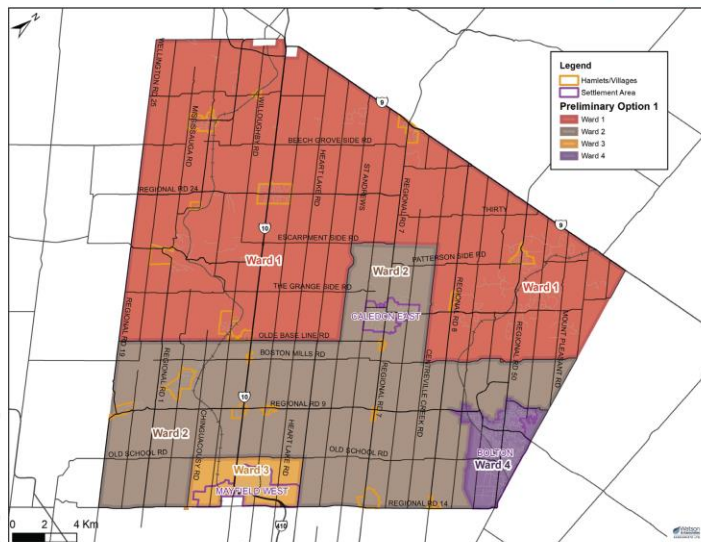 WELLINGTON RD 25
MISSISSAUGA RD
WILLOUGHBY RD
9
Legend
Hamlets/Villages
Settlement Area
Preliminary Option 1
Ward 1
Ward 2
Ward 3
Ward 4
BEECH GROVE SIDE RD
HEART LAKE RD
ST ANDREWS
REGIONAL RD 7
REGIONAL RD 24
THIRTY
10
9
ESCARPMENT SIDE RD
PATTERSON SIDE RD
Ward 1
Ward 2
Ward 1
THE GRANGE SIDE RD
REGIONAL RD 8
CALEDON EAST
REGIONAL RD 19
OLDE BASE LINE RD
BOSTON MILLS RD
REGIONAL RD 50
MOUNT PLEASANT RD
REGIONAL RD 1
CENTREVILLE CREEK RD
10
REGIONAL RD 9
REGIONAL RD 7
CHINGUACOUSY RD
HEART LAKE RD
Ward 2
OLD SCHOOL RD
OLD SCHOOL RD
BOLTON
Ward 4
Ward 3
MAYFIELD WEST
REGIONAL RD 14
410
0 2 4 Km
Watson